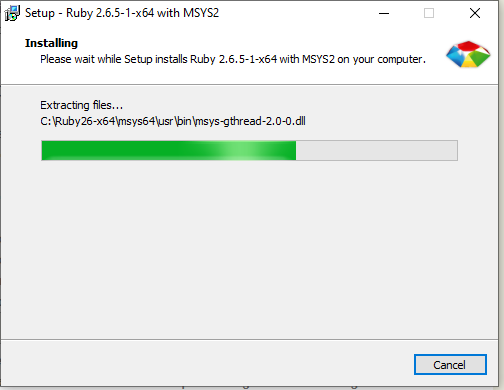 Setup - Ruby 2.6.5-1-x64 with MSYS2
Installing
Please wait while Setup installs Ruby 2.6.5-1-x64 with MSYS2 on your computer.
Extracting files...
C:\Ruby26-x64\msys64\usr\bin\msys-gthread-2.0-0.dll
Cancel